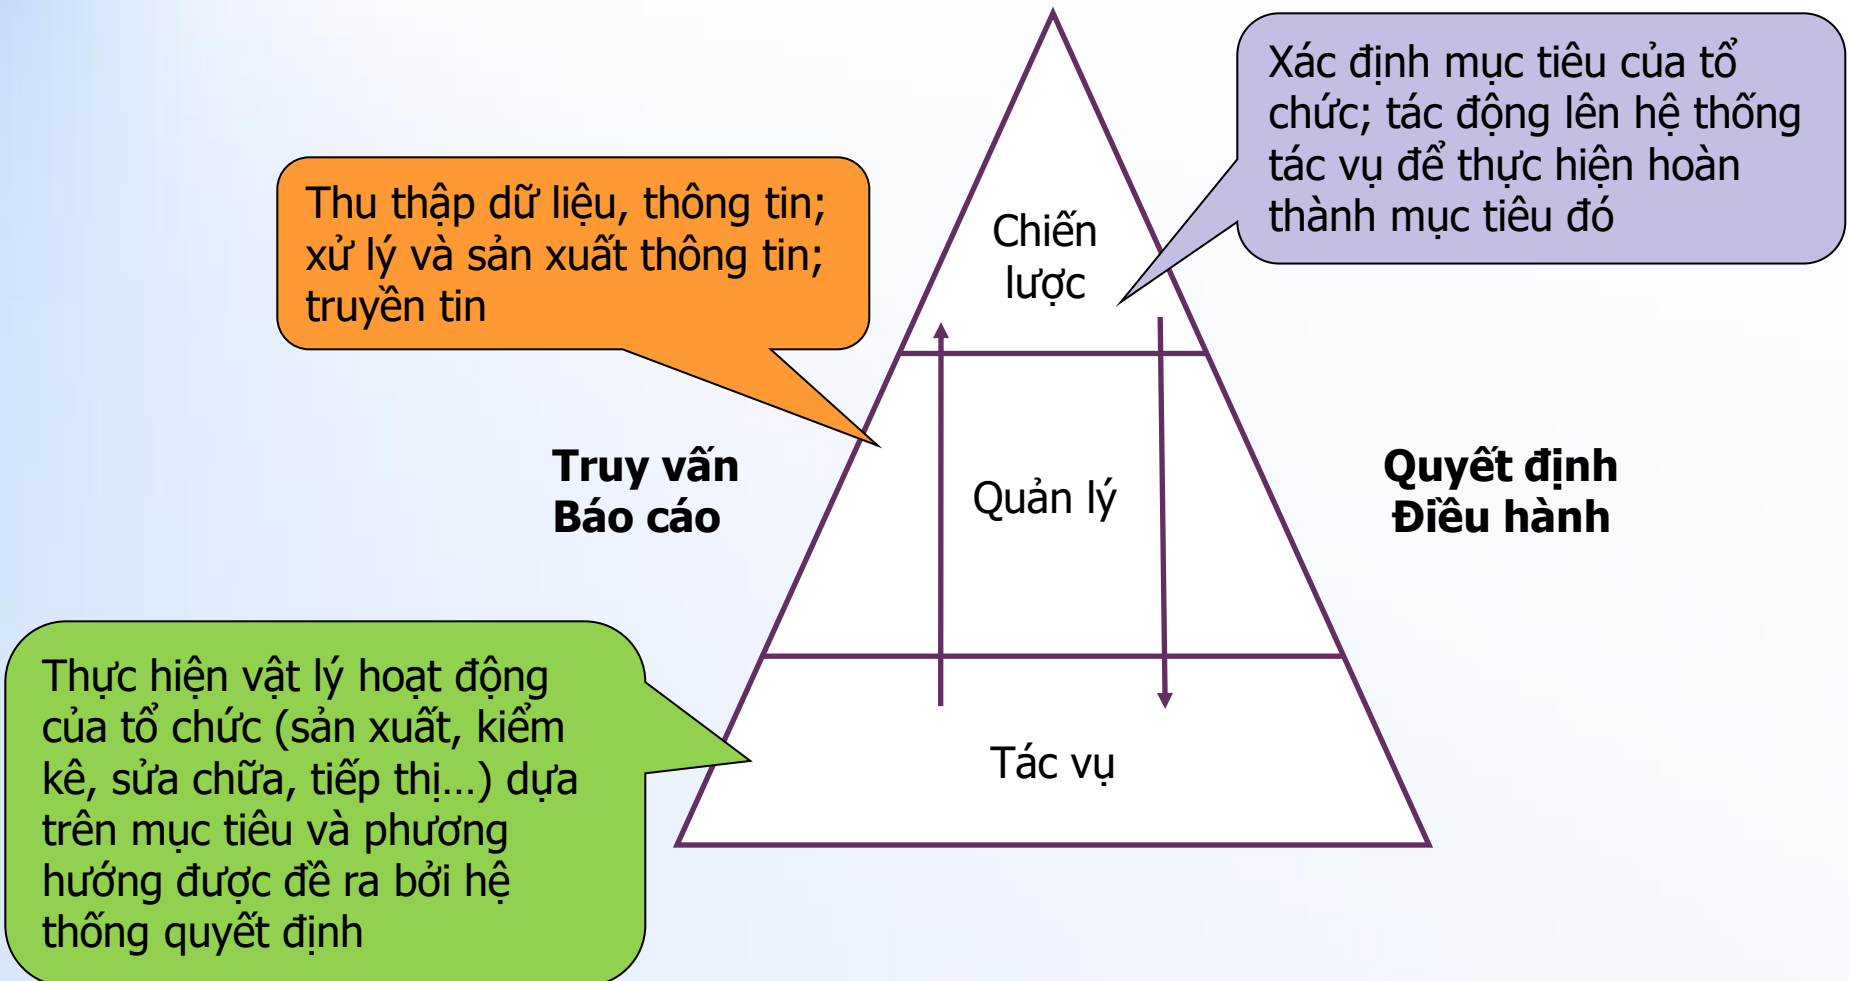 Xác định mục tiêu của tổ
chức; tác động lên hệ thống
tác vụ để thực hiện hoàn
thành mục tiêu đó
Thu thập dữ liệu, thông tin;
xử lý và sản xuất thông tin;
truyền tin
Chiến
lược
Truy vấn
Báo cáo
Quản lý
Quyết định
Điều hành
Thực hiện vật lý hoạt động
của tổ chức (sản xuất, kiểm
kê, sửa chữa, tiếp thị...) dựa
trên mục tiêu và phương
hướng được đề ra bởi hệ
thống quyết định
Tác vụ